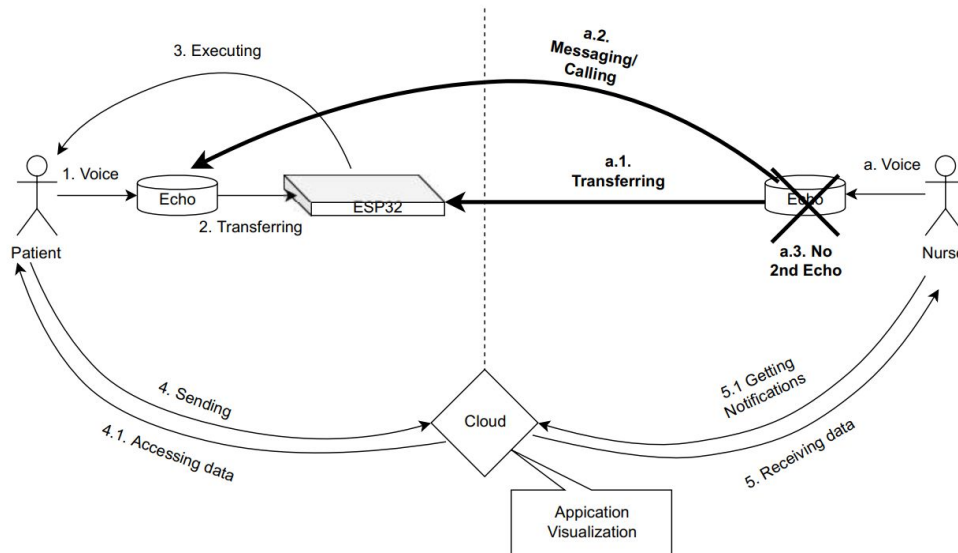 a.2.
Messaging/
Calling
3. Executing
a.1.
Transferring
1. Voice
Echo
ESP32
Echo
a. Voice
2. Transferring
Patient
a.3. No
2nd Echo
Nurse
4. Sending
4.1. Accessing data
Cloud
5.1 Getting
Notifications
5. Receiving data
Appication
Visualization